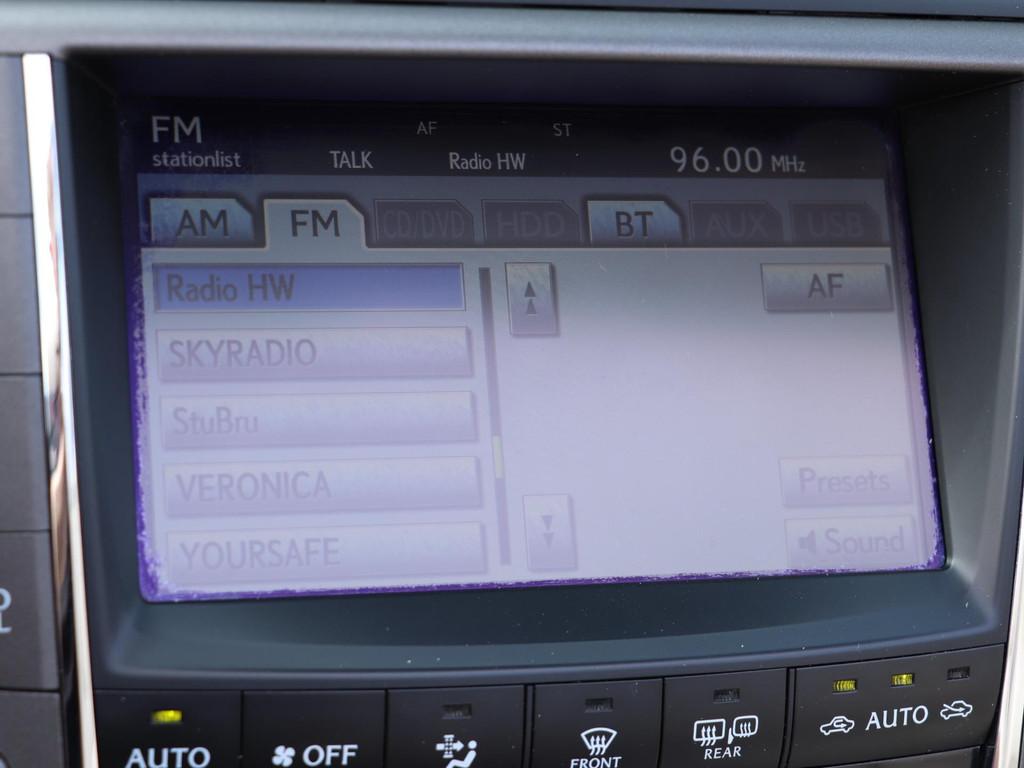 FM AF ST
stationlist TALK Radio HW 96.00 MHz
AM FM CD/DVD HDD BT AUX USB
Radio HW AF
SKYRADIO
StuBru
VERONICA Presets
YOURSAFE Sound
AUTO OFF FRONT REAR AUTO